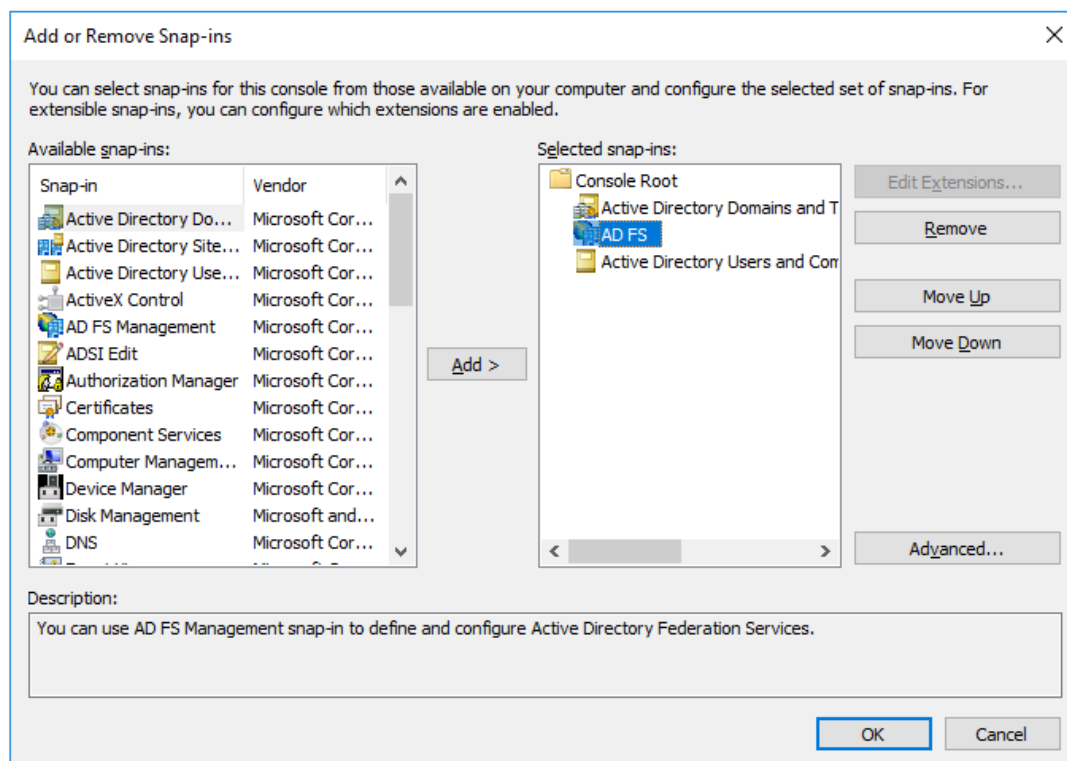 Add or Remove Snap-ins
You can select snap-ins for this console from those available on your computer and configure the selected set of snap-ins. For
extensible snap-ins, you can configure which extensions are enabled.
Available snap-ins:
Snap-in Vendor
Active Directory Do... Microsoft Cor...
Active Directory Site... Microsoft Cor...
Active Directory Use... Microsoft Cor...
ActiveX Control Microsoft Cor...
AD FS Management Microsoft Cor...
ADSI Edit Microsoft Cor...
Authorization Manager Microsoft Cor...
Certificates Microsoft Cor...
Component Services Microsoft Cor...
Computer Managem... Microsoft Cor...
Device Manager Microsoft Cor...
Disk Management Microsoft and...
DNS Microsoft Cor...
Add >
Selected snap-ins:
Console Root
Active Directory Domains and T
AD FS
Active Directory Users and Com
Edit Extensions...
Remove
Move Up
Move Down
Advanced...
Description:
You can use AD FS Management snap-in to define and configure Active Directory Federation Services.
OK
Cancel